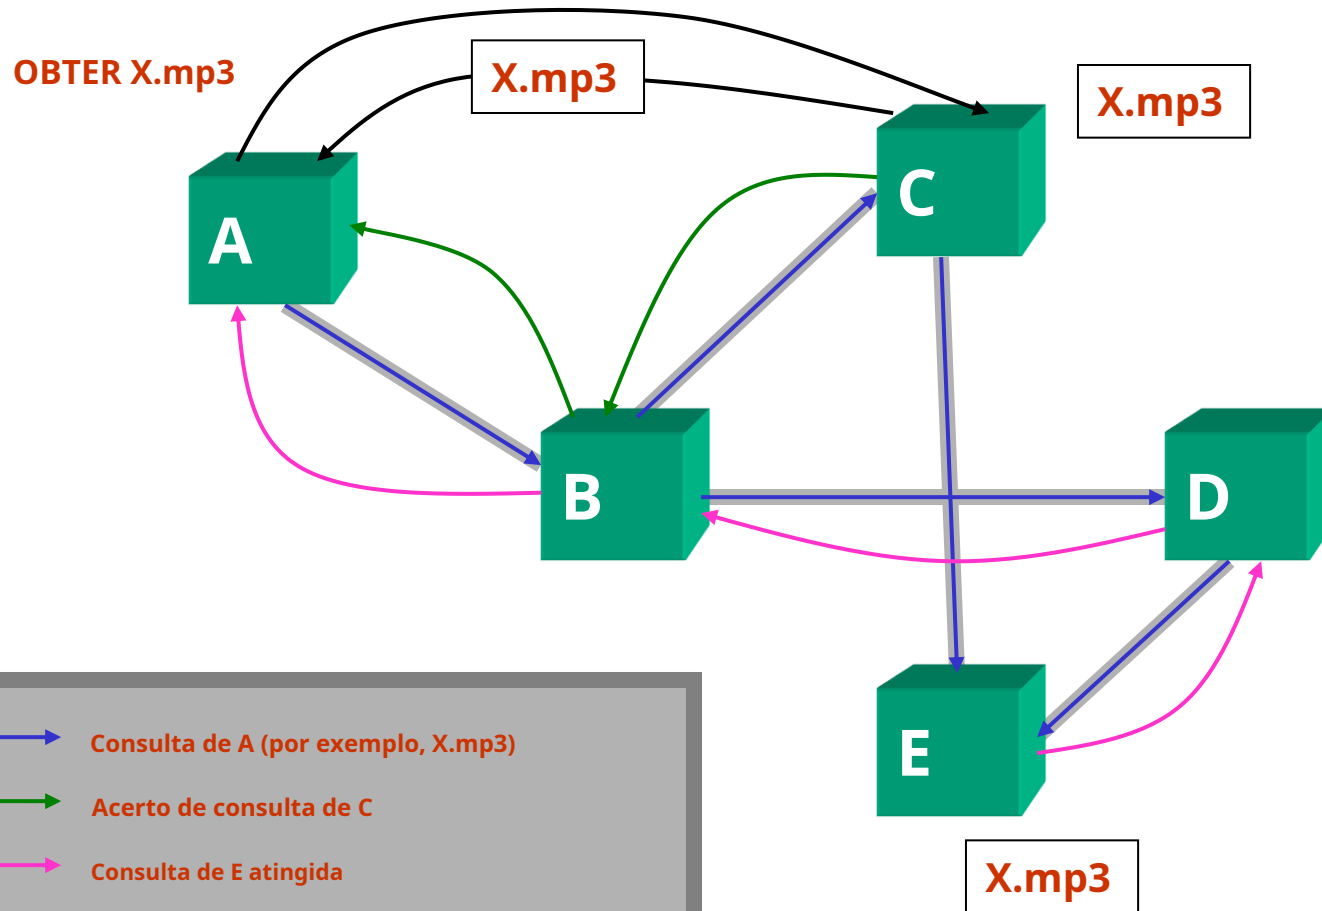 OBTER X.mp3
X.mp3
X.mp3
A
C
B
D
E
Consulta de A (por exemplo, X.mp3)
Acerto de consulta de C
Consulta de E atingida
X.mp3